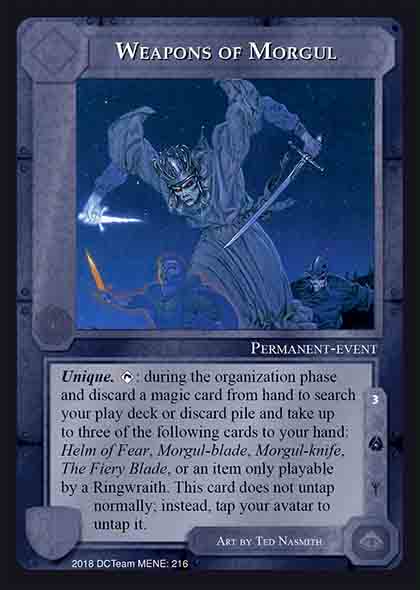 WEAPONS OF MORGUL
PERMANENT-EVENT
Unique. : during the organization phase
and discard a magic card from hand to search
your play deck or discard pile and take up
to three of the following cards to your hand:
Helm of Fear, Morgul-blade, Morgul-knife,
The Fiery Blade, or an item only playable
by a Ringwraith. This card does not untap
normally; instead, tap your avatar to
untap it.
3
ART BY TED NASMITH
2018 DCTeam MENE: 216